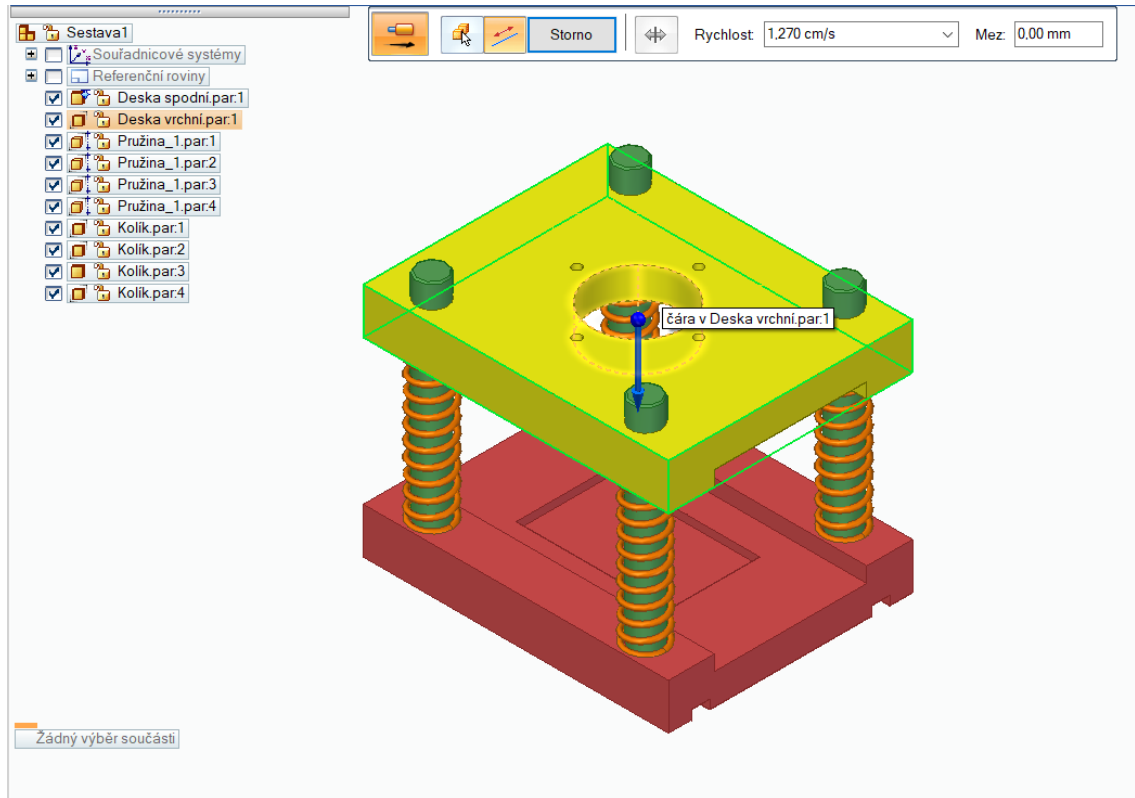 Sestava1
Souřadnicové systémy
Referenční roviny
Deska spodní.par:1
Deska vrchní.par:1
Pružina_1.par:1
Pružina_1.par:2
Pružina_1.par:3
Pružina_1.par:4
Kolík.par:1
Kolík.par:2
Kolík.par:3
Kolík.par:4
Storno
Rychlost: 1,270 cm/s
Mez: 0,00 mm
čára v Deska vrchní.par:1
Žádný výběr součásti